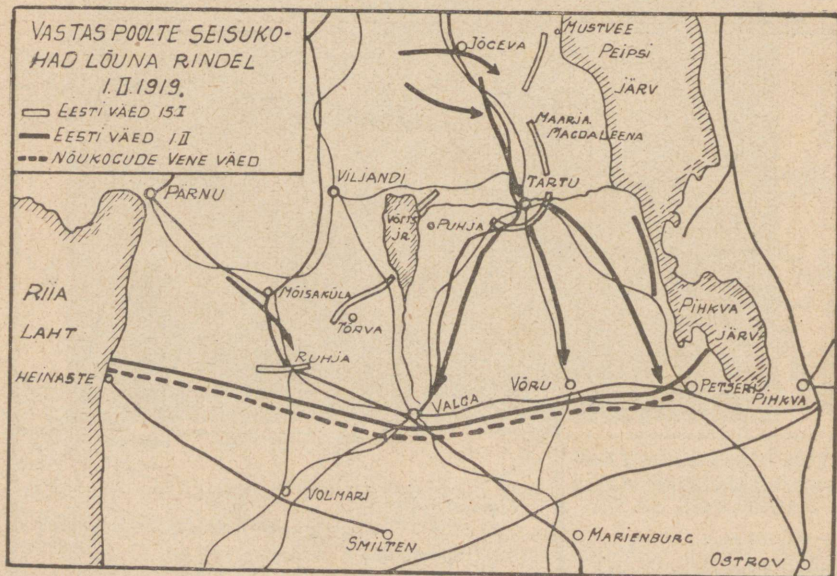 VASTASPOOLTE SEISUKO-
HAD LÕUNA RINDEL
1.II.1919.
EESTI VÄED 15.I
EESTI VÄED 1 II
NÕUKOGUDE VENE VÄED
JÕGEVA
MUSTVEE
PEIPSI
JÄRV
MAARJA
MAGDALEENA
PÄRNU
VILJANDI
TARTU
VÕRTS
JR.
PUHJA
RIIA
LAHT
MÕISAKÜLA
TÕRVA
PIHKVA
JÄRV
RUHJA
HEINASTE
VALGA
VÕRU
PETSERI
PIHKVA
VOLMARI
SMILTEN
MARIENBURG
OSTROV